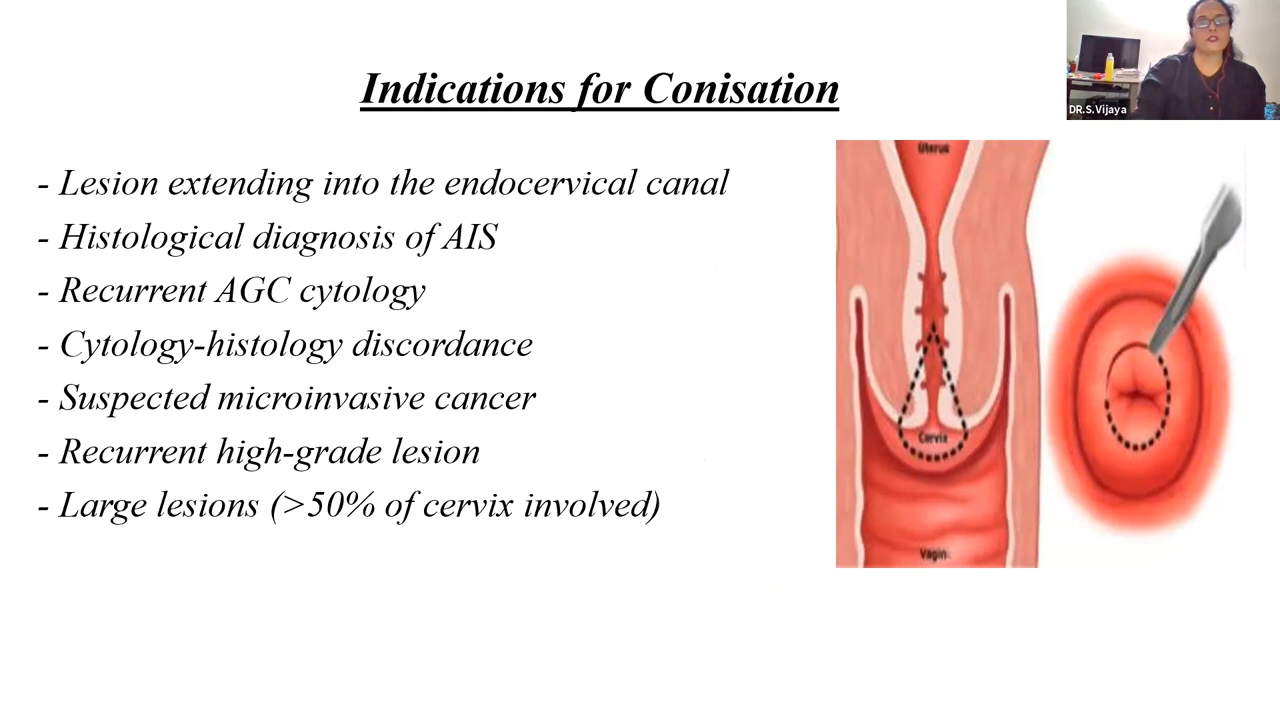 Indications for Conisation
DR.S.Vijaya
- Lesion extending into the endocervical canal
- Histological diagnosis of AIS
- Recurrent AGC cytology
- Cytology-histology discordance
- Suspected microinvasive cancer
- Recurrent high-grade lesion
- Large lesions (>50% of cervix involved)
Uterus
Cervix
Vagina